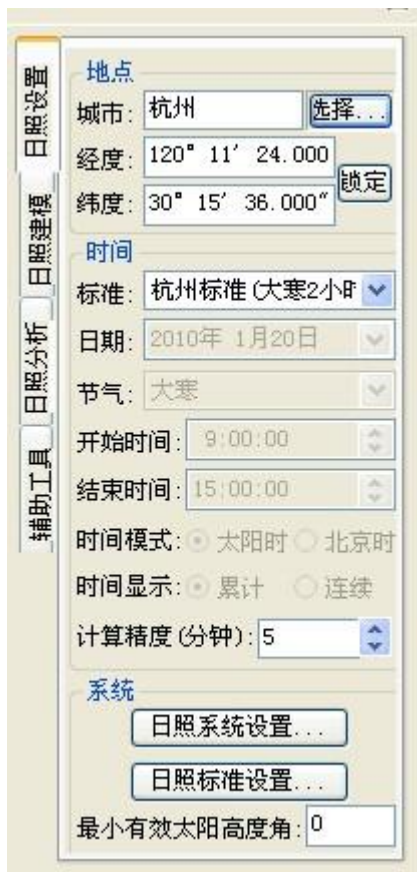 日照设置
日照建模
日照分析
辅助工具
地点
城市: 杭州 选择...
经度: 120° 11′ 24.000
纬度: 30° 15′ 36.000″
锁定
时间
标准: 杭州标准(大寒2小时
日期: 2010年 1月20日
节气: 大寒
开始时间: 9:00:00
结束时间: 15:00:00
时间模式: 太阳时 北京时
时间显示: 累计 连续
计算精度(分钟): 5
系统
日照系统设置...
日照标准设置...
最小有效太阳高度角: 0